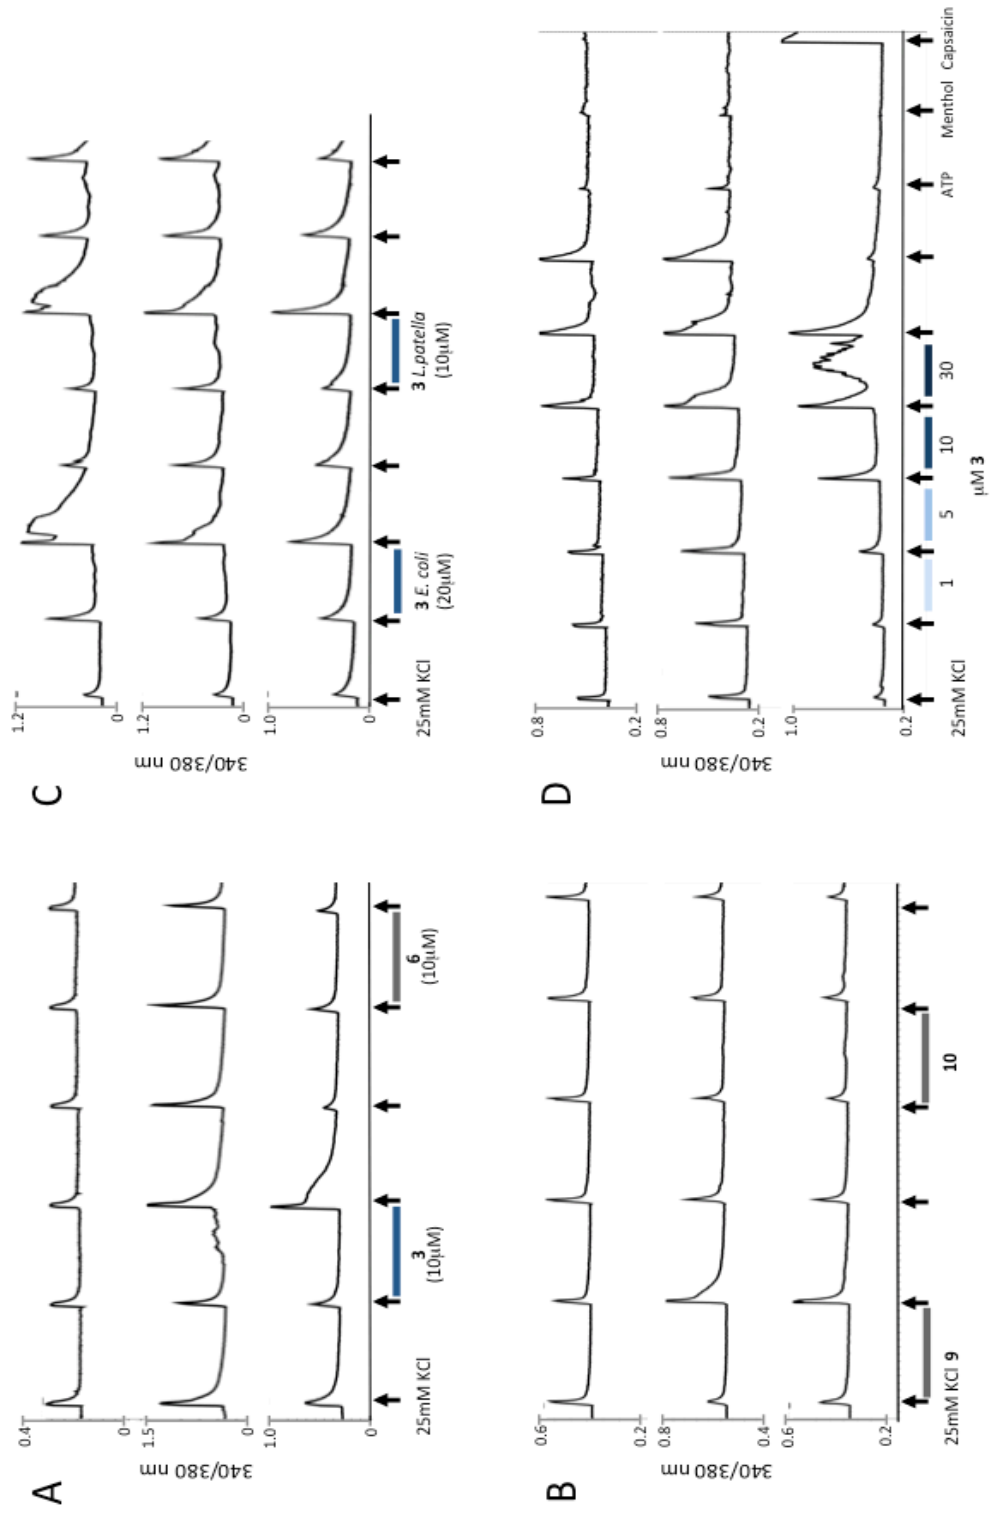 A
340/380 nm
0.4
0
1.5
0
1.0
0
25mM KCl
3
(10μM)
6
(10μM)
C
340/380 nm
1.2
0
1.2
0
1.0
0
25mM KCl
3 E. coli
(20μM)
3 L.patella
(10μM)
B
340/380 nm
0.6
0.2
0.8
0.4
0.6
0.2
25mM KCl 9
10
D
340/380 nm
0.8
0.2
0.8
0.2
1.0
0.2
25mM KCl
1 5 10 30
ATP Menthol Capsaicin
μM 3